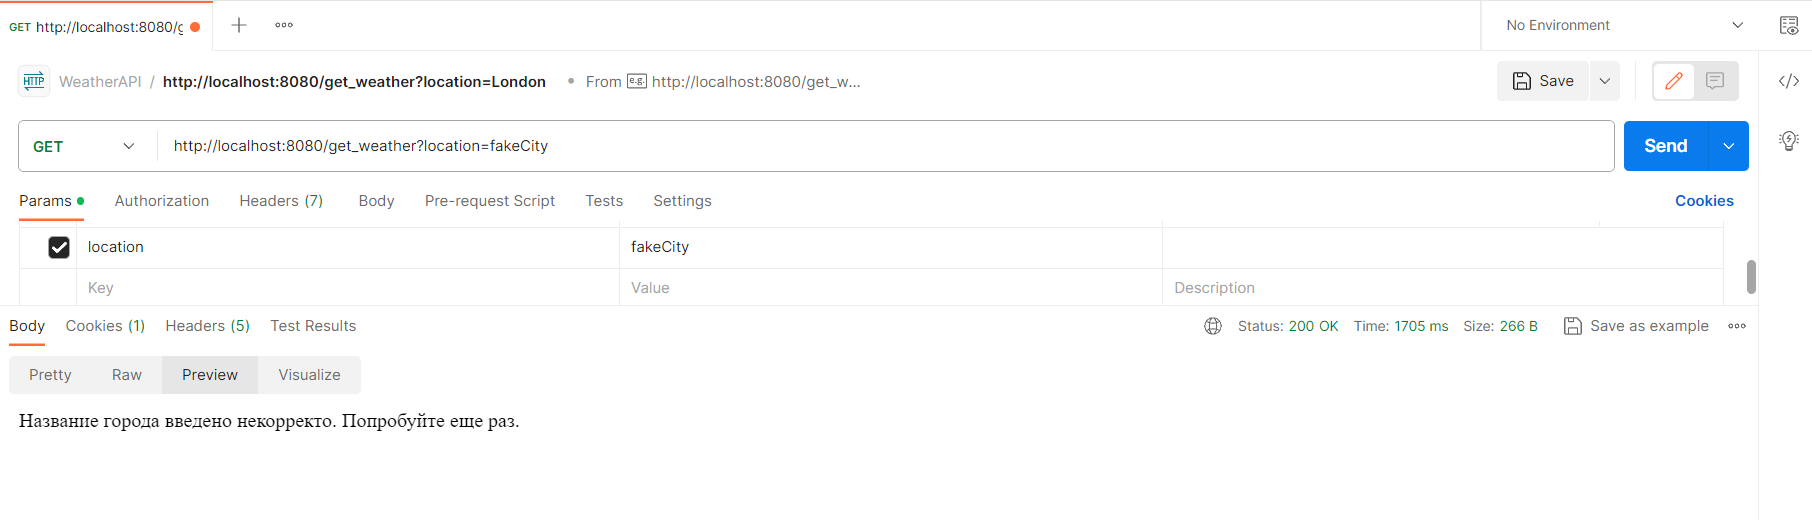 GET http://localhost:8080/g
No Environment
HTTP WeatherAPI / http://localhost:8080/get_weather?location=London • From e.g. http://localhost:8080/get_w...
Save
GET http://localhost:8080/get_weather?location=fakeCity
Send
Params Authorization Headers (7) Body Pre-request Script Tests Settings Cookies
location fakeCity
Key Value Description
Body Cookies (1) Headers (5) Test Results Status: 200 OK Time: 1705 ms Size: 266 B Save as example
Pretty Raw Preview Visualize
Название города введено некорректо. Попробуйте еще раз.